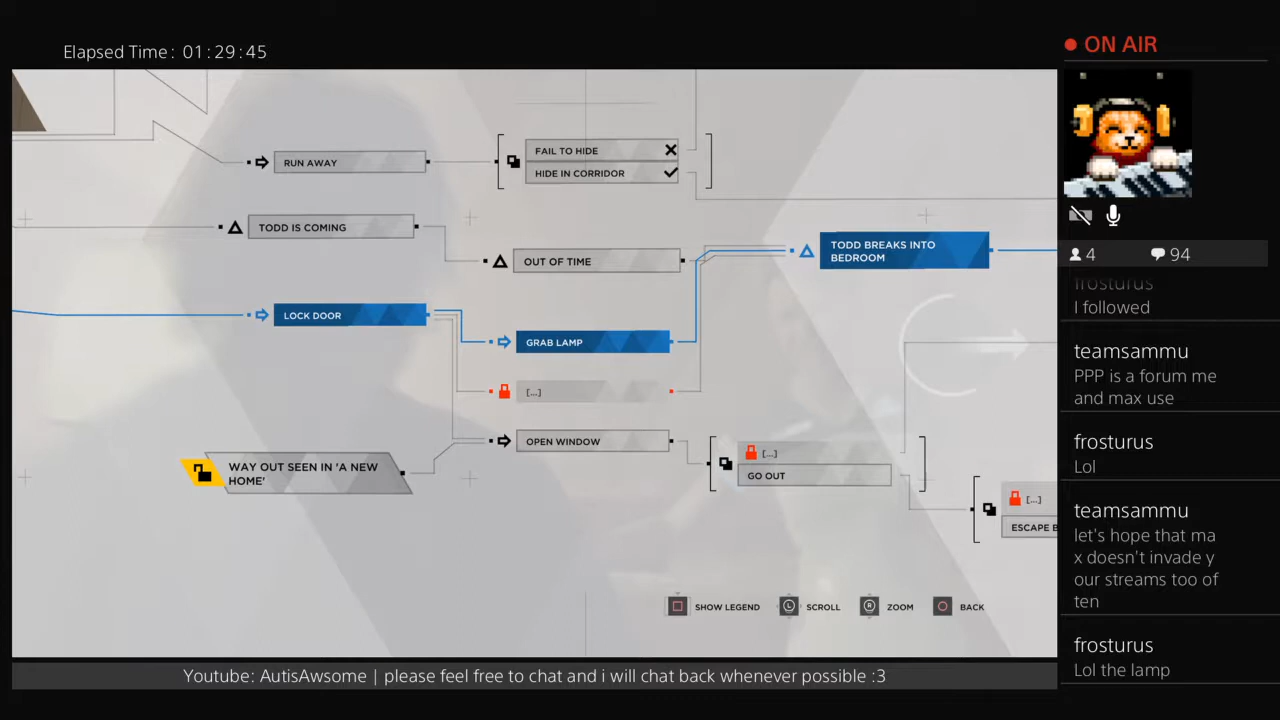 Elapsed Time: 01:29:45
ON AIR
RUN AWAY
FAIL TO HIDE
HIDE IN CORRIDOR
TODD IS COMING
OUT OF TIME
TODD BREAKS INTO
BEDROOM
LOCK DOOR
GRAB LAMP
[...]
OPEN WINDOW
WAY OUT SEEN IN 'A NEW
HOME'
[...]
GO OUT
[...]
ESCAPE B
SHOW LEGEND
SCROLL
ZOOM
BACK
L
R
4
94
frosturus
I followed
teamsammu
PPP is a forum me
and max use
frosturus
Lol
teamsammu
let's hope that ma
x doesn't invade y
our streams too of
ten
frosturus
Lol the lamp
Youtube: AutisAwsome | please feel free to chat and i will chat back whenever possible :3